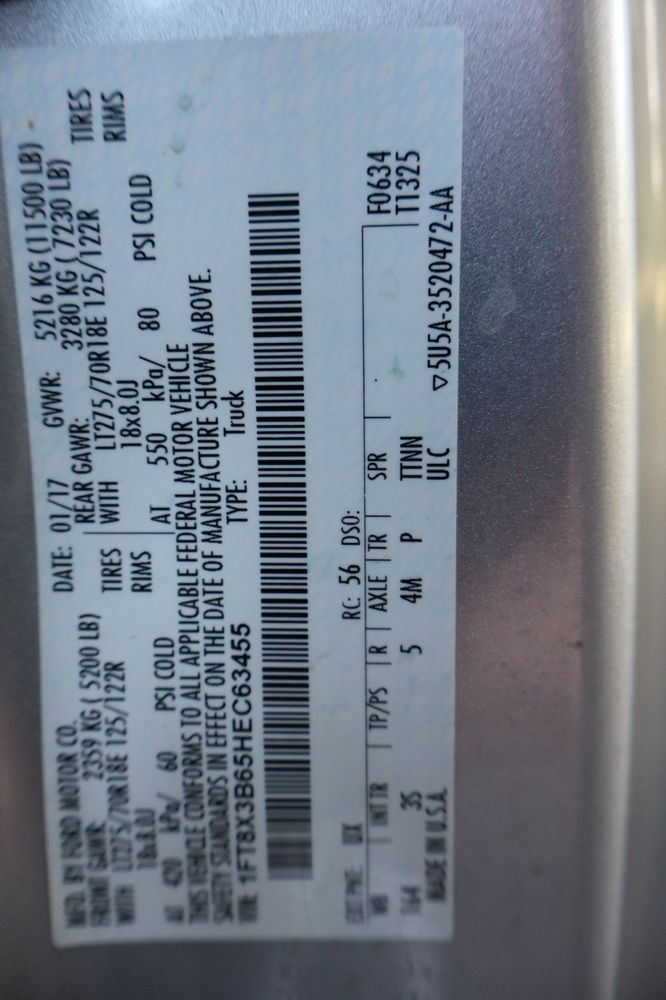 MFD. BY FORD MOTOR CO. DATE: 01/17 GVWR: 5216 KG (11500 LB)
FRONT GAWR: 2359 KG ( 5200 LB) REAR GAWR: 3280 KG ( 7230 LB)
WITH LT275/70R18E 125/122R TIRES WITH LT275/70R18E 125/122R TIRES
18x8.0J RIMS 18x8.0J RIMS
AT 420 kPa/ 60 PSI COLD AT 550 kPa/ 80 PSI COLD
THIS VEHICLE CONFORMS TO ALL APPLICABLE FEDERAL MOTOR VEHICLE
SAFETY STANDARDS IN EFFECT ON THE DATE OF MANUFACTURE SHOWN ABOVE.
VIN: 1FT8X3B65HEC63455 TYPE: Truck
EXT PNT: UX RC: 56 DSO: F0634
WB INT TR TP/PS R AXLE TR SPR T1325
164 3S 5 4M P TTNN
MADE IN U.S.A. ULC
▽5U5A-3520472-AA